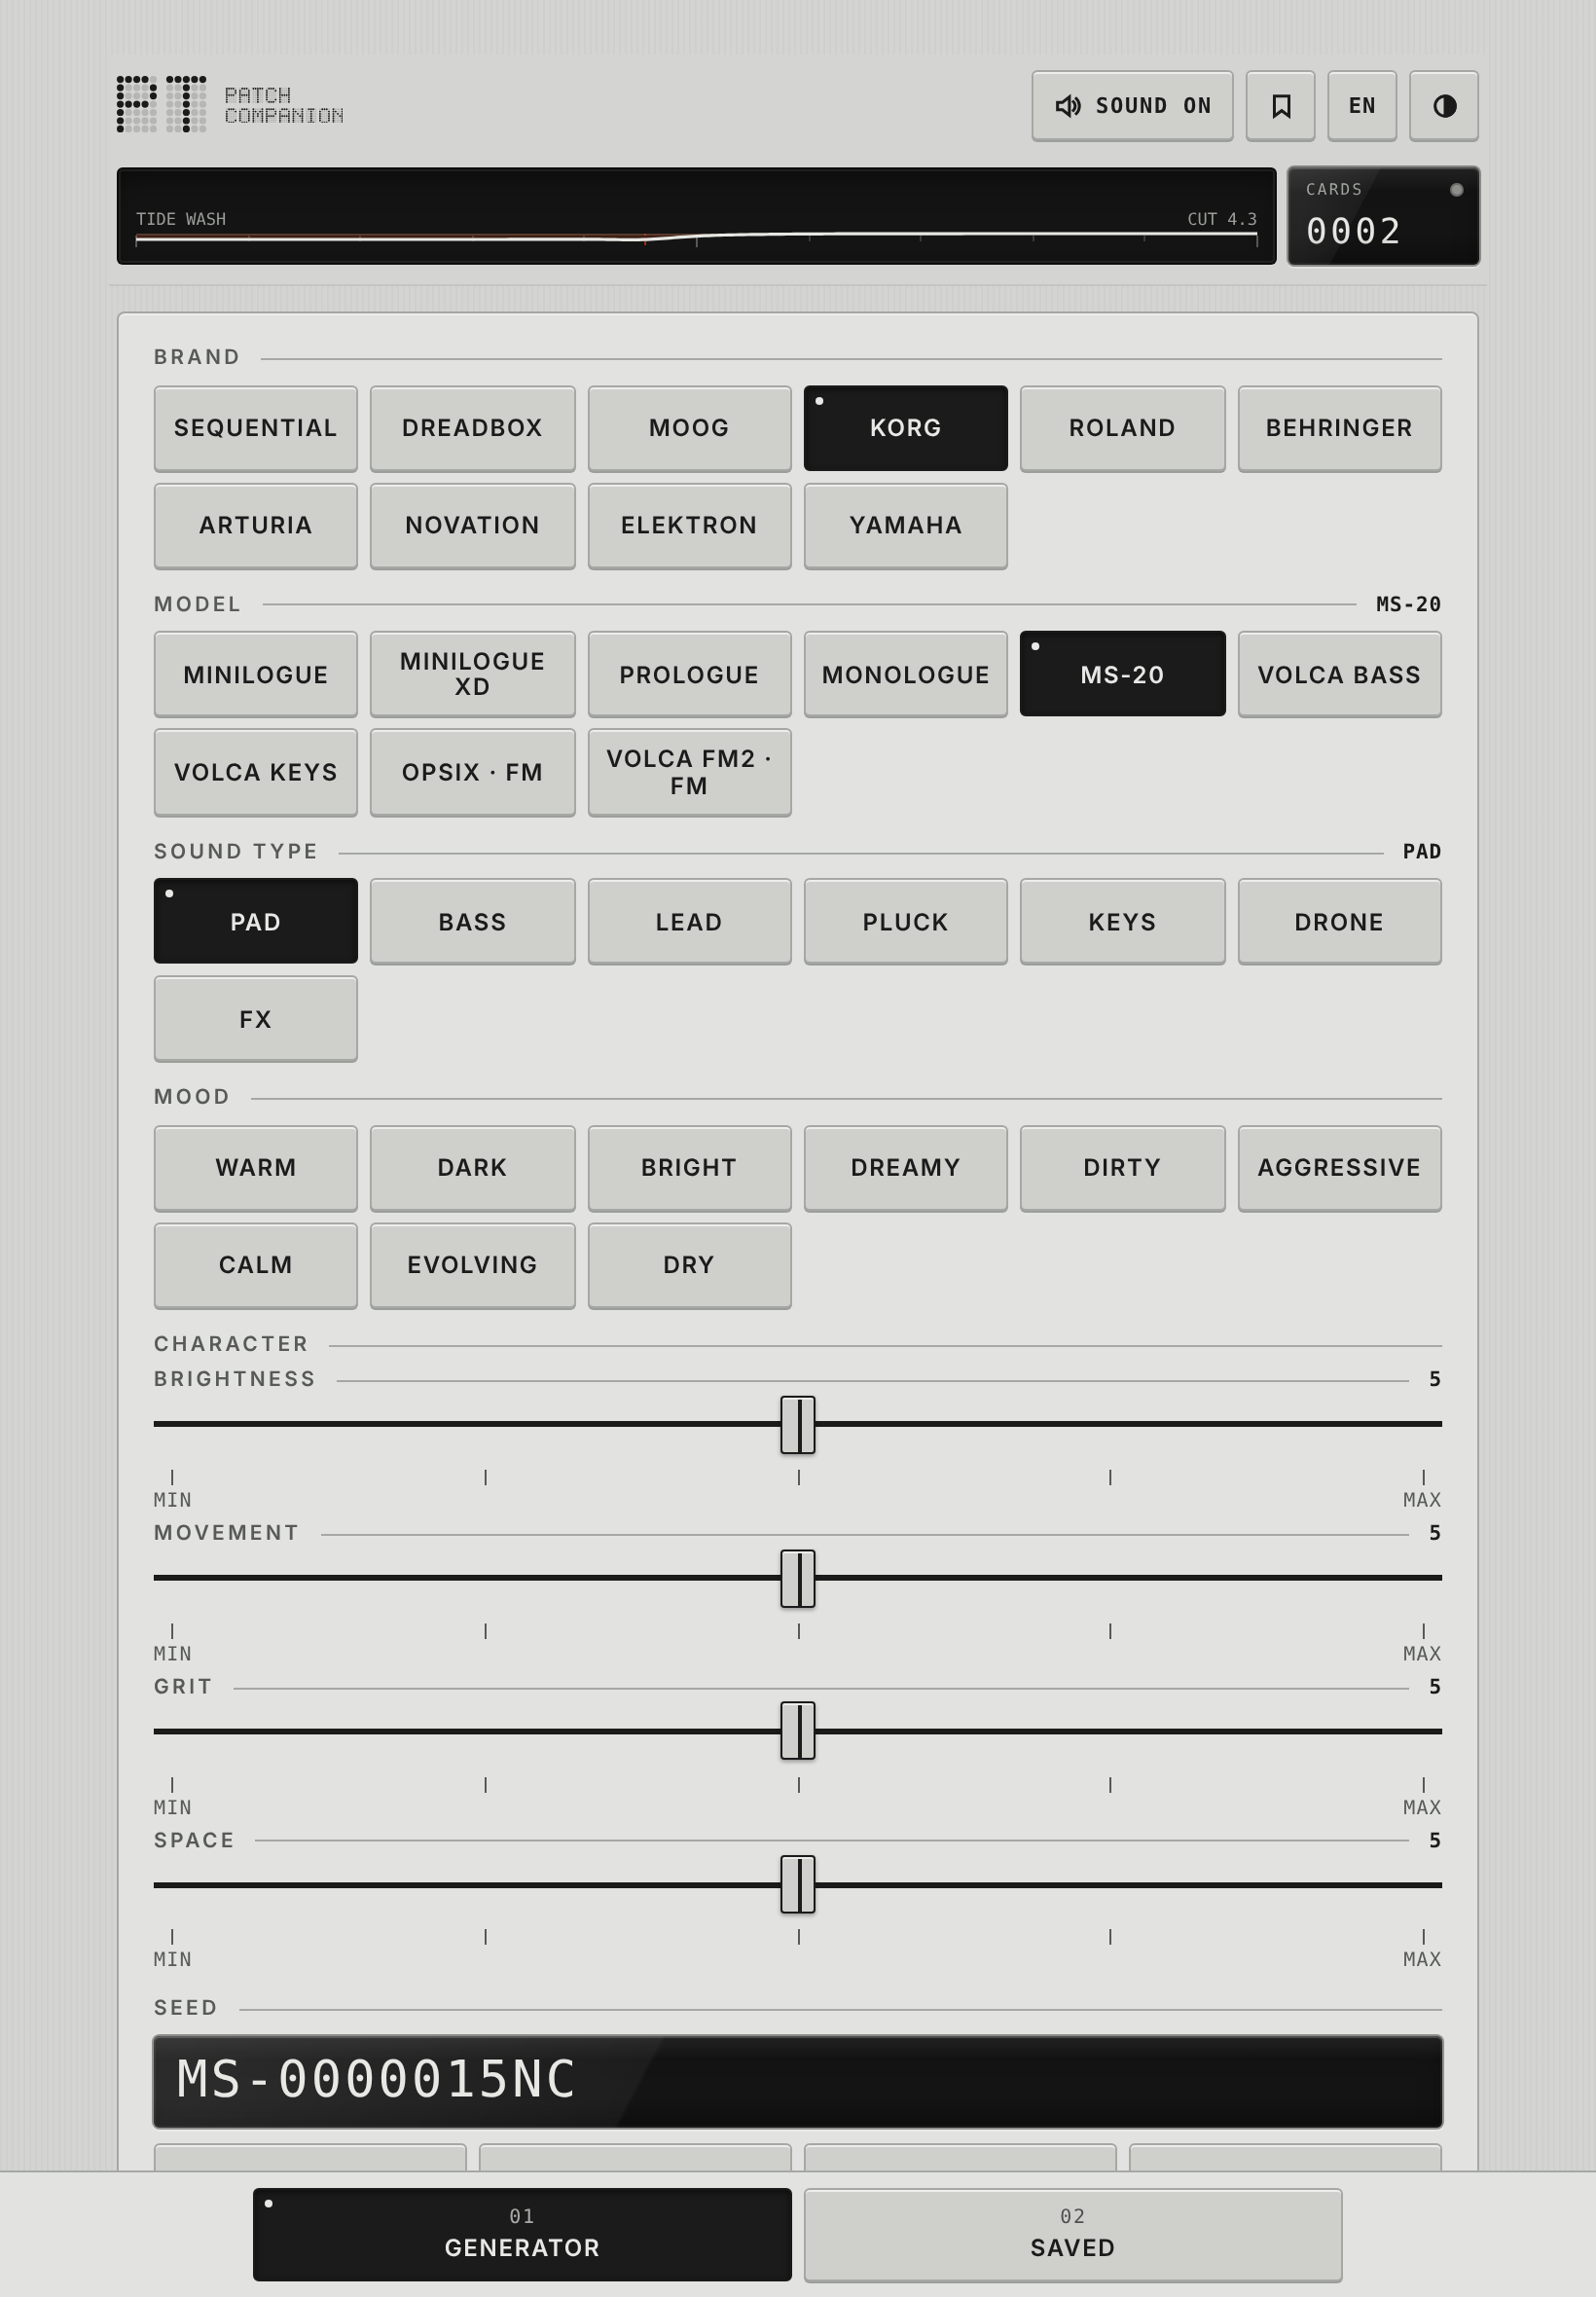 PT
PATCH
COMPANION
SOUND ON
EN
TIDE WASH
CUT 4.3
CARDS
0002
BRAND
SEQUENTIAL
DREADBOX
MOOG
KORG
ROLAND
BEHRINGER
ARTURIA
NOVATION
ELEKTRON
YAMAHA
MODEL
MS-20
MINILOGUE
MINILOGUE
XD
PROLOGUE
MONOLOGUE
MS-20
VOLCA BASS
VOLCA KEYS
OPSIX · FM
VOLCA FM2 ·
FM
SOUND TYPE
PAD
PAD
BASS
LEAD
PLUCK
KEYS
DRONE
FX
MOOD
WARM
DARK
BRIGHT
DREAMY
DIRTY
AGGRESSIVE
CALM
EVOLVING
DRY
CHARACTER
BRIGHTNESS
5
MIN
MAX
MOVEMENT
5
MIN
MAX
GRIT
5
MIN
MAX
SPACE
5
MIN
MAX
SEED
MS-0000015NC
01
GENERATOR
02
SAVED